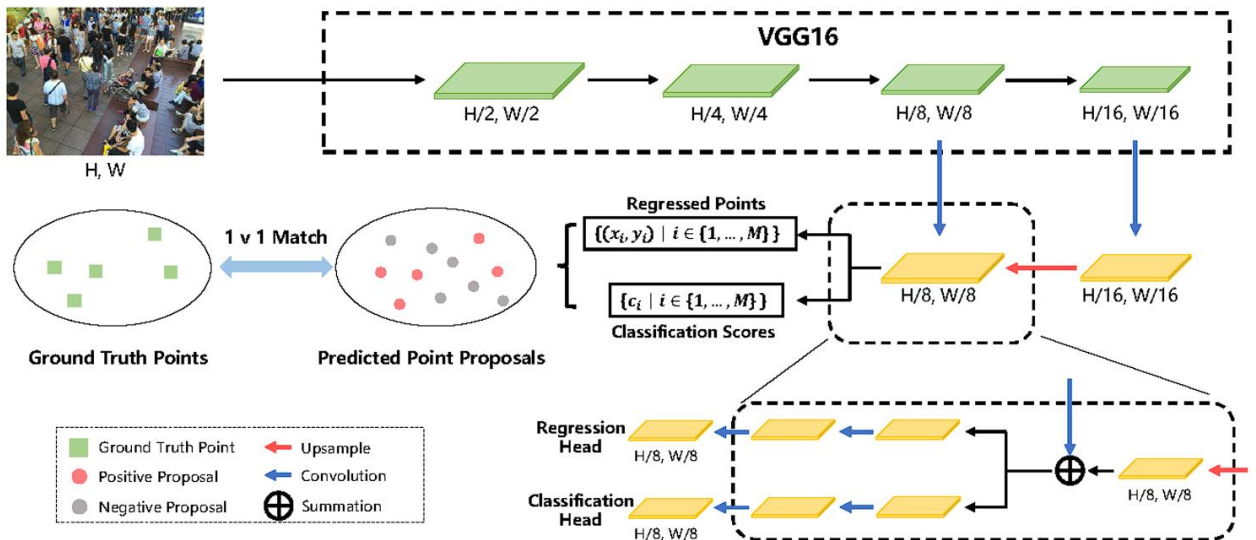 VGG16
H/2, W/2
H/4, W/4
H/8, W/8
H/16, W/16
H, W
Regressed Points
{(xᵢ, yᵢ) | i ∈ {1, ..., M}}
1 v 1 Match
{cᵢ | i ∈ {1, ..., M}}
Classification Scores
H/8, W/8
H/16, W/16
Ground Truth Points
Predicted Point Proposals
Ground Truth Point
Positive Proposal
Negative Proposal
Upsample
Convolution
Summation
Regression
Head
H/8, W/8
H/8, W/8
Classification
Head
H/8, W/8